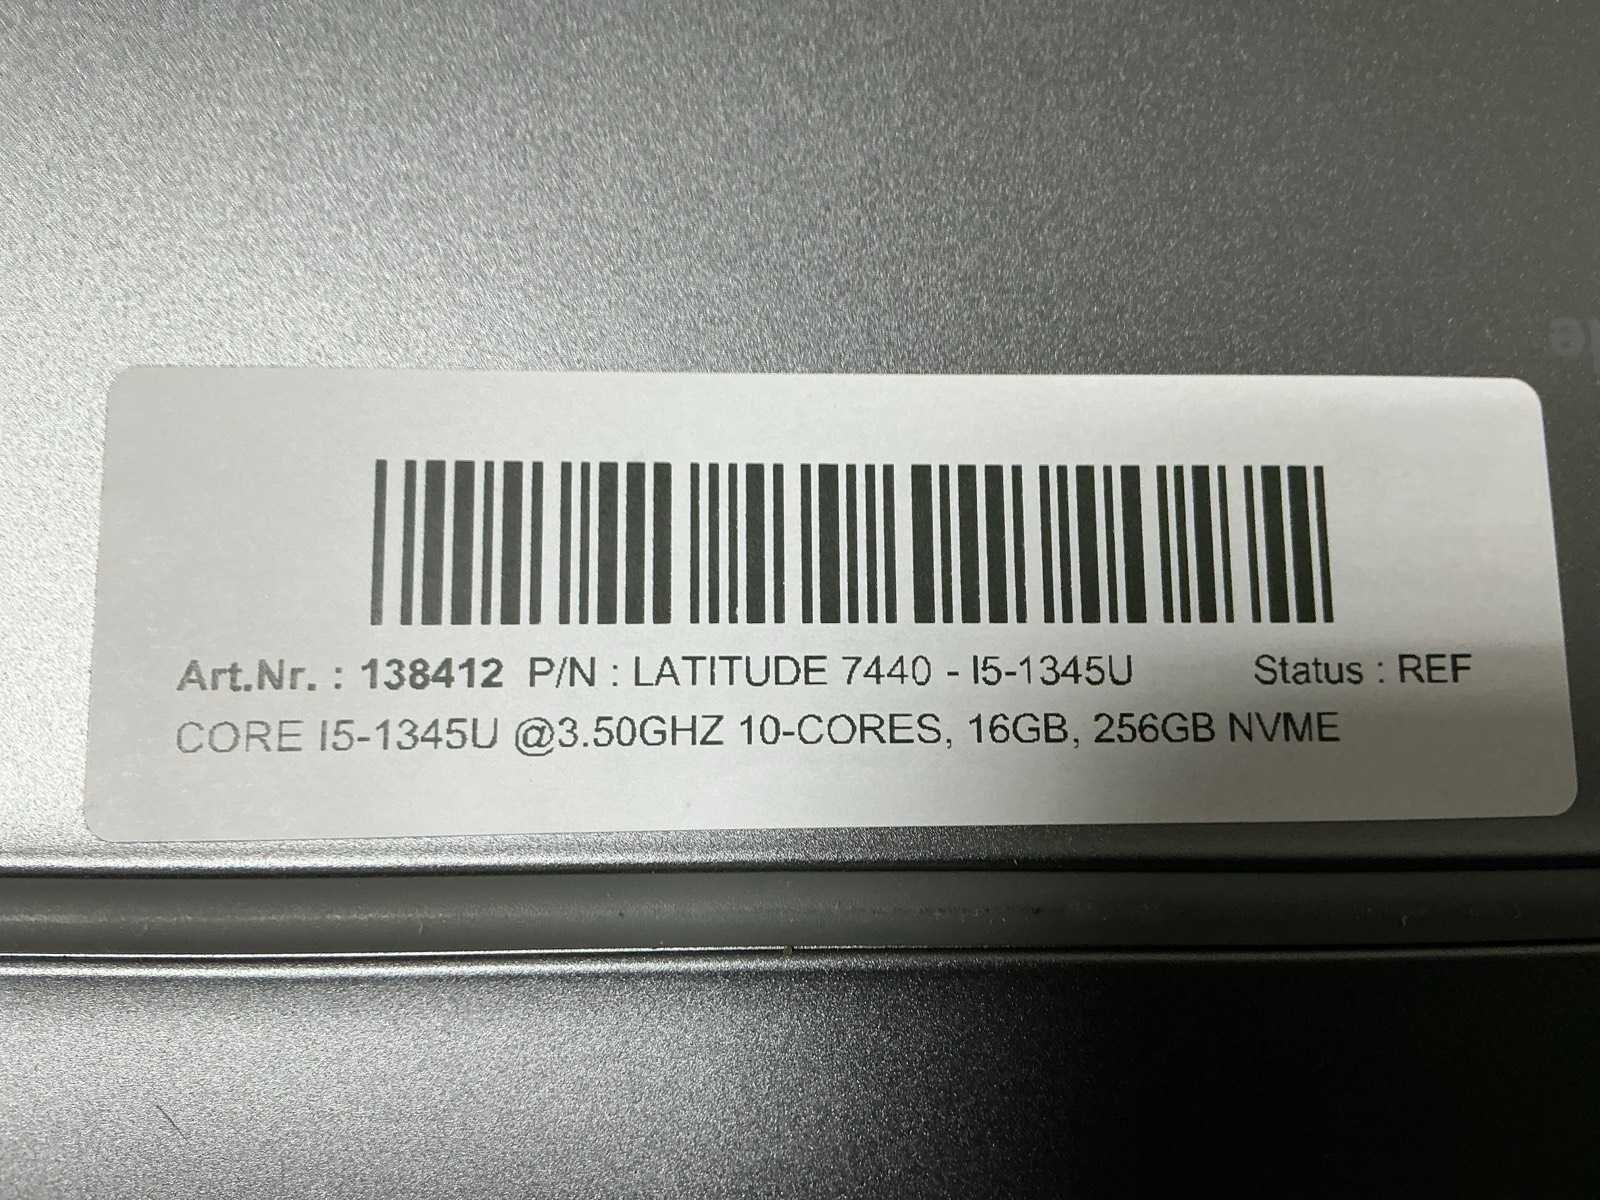 Art.Nr. : 138412 P/N : LATITUDE 7440 - I5-1345U Status : REF
CORE I5-1345U @3.50GHZ 10-CORES, 16GB, 256GB NVME